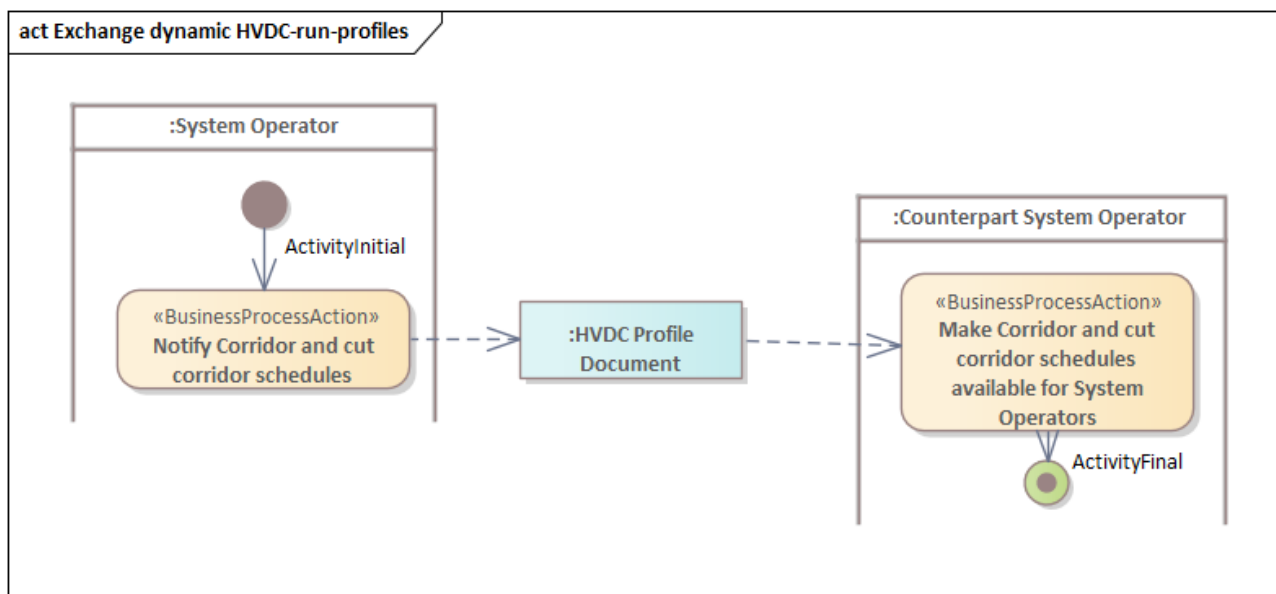 act Exchange dynamic HVDC-run-profiles
:System Operator
ActivityInitial
«BusinessProcessAction»
Notify Corridor and cut
corridor schedules
:HVDC Profile
Document
:Counterpart System Operator
«BusinessProcessAction»
Make Corridor and cut
corridor schedules
available for System
Operators
ActivityFinal